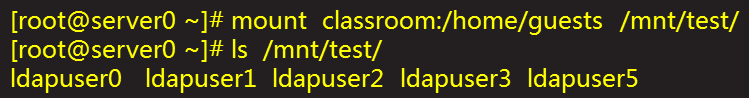 [root@server0 ~]# mount classroom:/home/guests /mnt/test/
[root@server0 ~]# ls /mnt/test/
ldapuser0 ldapuser1 ldapuser2 ldapuser3 ldapuser5